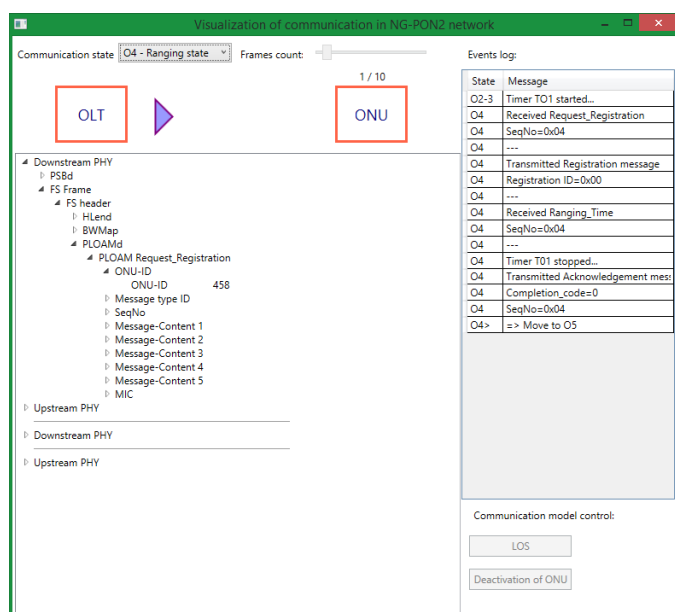 Visualization of communication in NG-PON2 network
Communication state O4 - Ranging state Frames count:
1 / 10
OLT
ONU
Downstream PHY
PSBd
FS Frame
FS header
HLend
BWMap
PLOAMd
PLOAM Request_Registration
ONU-ID
ONU-ID 458
Message type ID
SeqNo
Message-Content 1
Message-Content 2
Message-Content 3
Message-Content 4
Message-Content 5
MIC
Upstream PHY
Downstream PHY
Upstream PHY
Events log:
State Message
O2-3 Timer TO1 started...
O4 Received Request_Registration
O4 SeqNo=0x04
O4 ---
O4 Transmitted Registration message
O4 Registration ID=0x00
O4 ---
O4 Received Ranging_Time
O4 SeqNo=0x04
O4 ---
O4 Timer T01 stopped...
O4 Transmitted Acknowledgement mes
O4 Completion_code=0
O4 SeqNo=0x04
O4> => Move to O5
Communication model control:
LOS
Deactivation of ONU